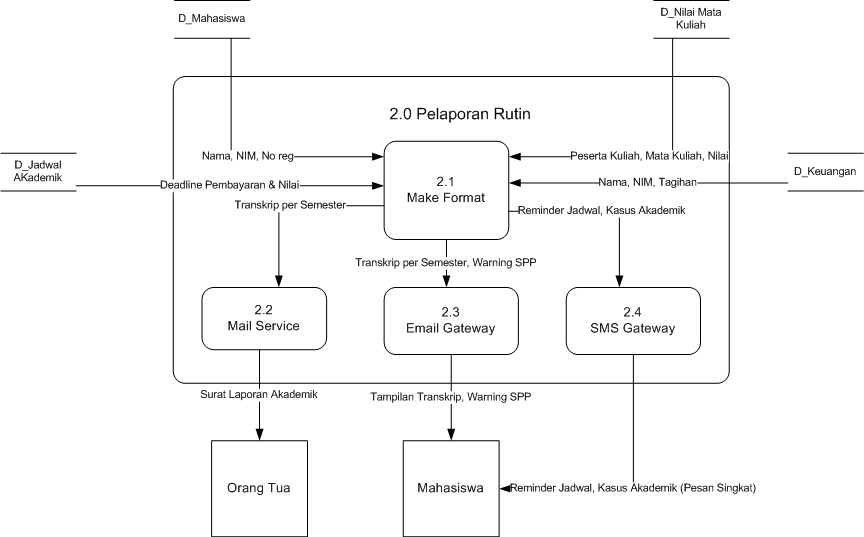 D_Mahasiswa
D_Nilai Mata
Kuliah
2.0 Pelaporan Rutin
Nama, NIM, No reg
Peserta Kuliah, Mata Kuliah, Nilai
D_Jadwal
AKademik
2.1
Make Format
D_Keuangan
Deadline Pembayaran & Nilai
Nama, NIM, Tagihan
Transkrip per Semester
Reminder Jadwal, Kasus Akademik
Transkrip per Semester, Warning SPP
2.2
Mail Service
2.3
Email Gateway
2.4
SMS Gateway
Surat Laporan Akademik
Tampilan Transkrip, Warning SPP
Orang Tua
Mahasiswa
Reminder Jadwal, Kasus Akademik (Pesan Singkat)